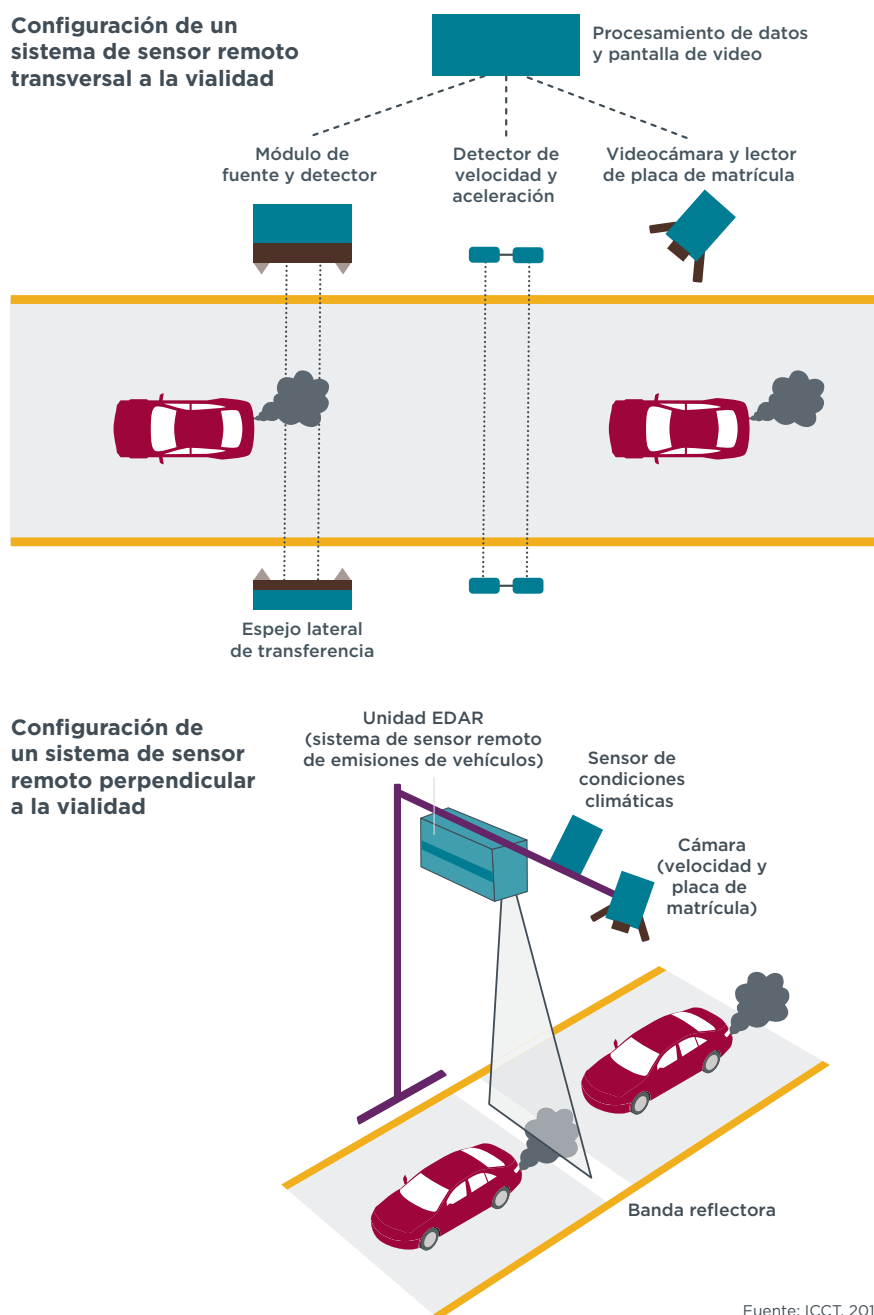 Configuración de un
sistema de sensor remoto
transversal a la vialidad
Procesamiento de datos
y pantalla de video
Módulo de
fuente y detector
Detector de
velocidad y
aceleración
Videocámara y lector
de placa de matrícula
Espejo lateral
de transferencia
Configuración de
un sistema de sensor
remoto perpendicular
a la vialidad
Unidad EDAR
(sistema de sensor remoto
de emisiones de vehículos)
Sensor de
condiciones
climáticas
Cámara
(velocidad y
placa de
matrícula)
Banda reflectora
Fuente: ICCT, 201